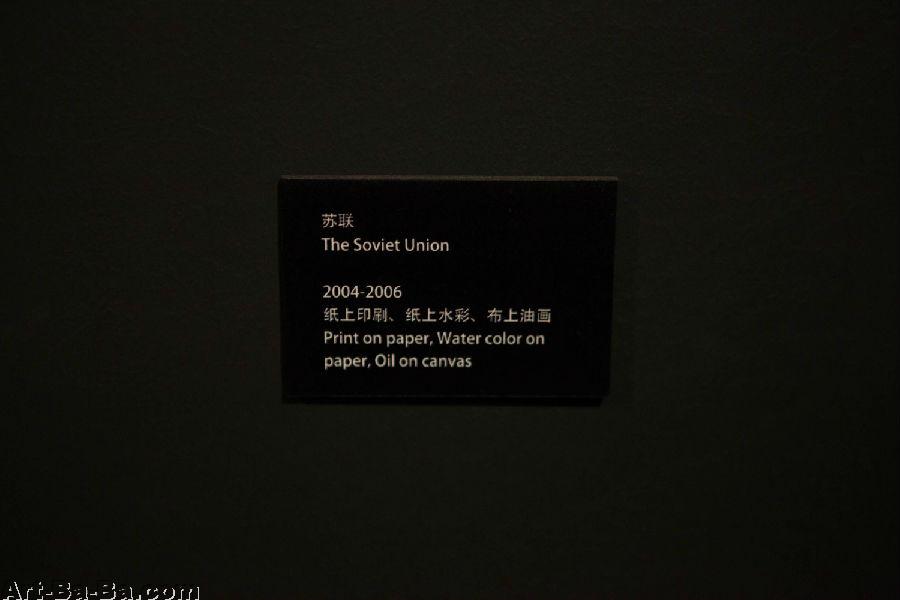 苏联
The Soviet Union
2004-2006
纸上印刷、纸上水彩、布上油画
Print on paper, Water color on
paper, Oil on canvas
Art-Ba-Ba.com